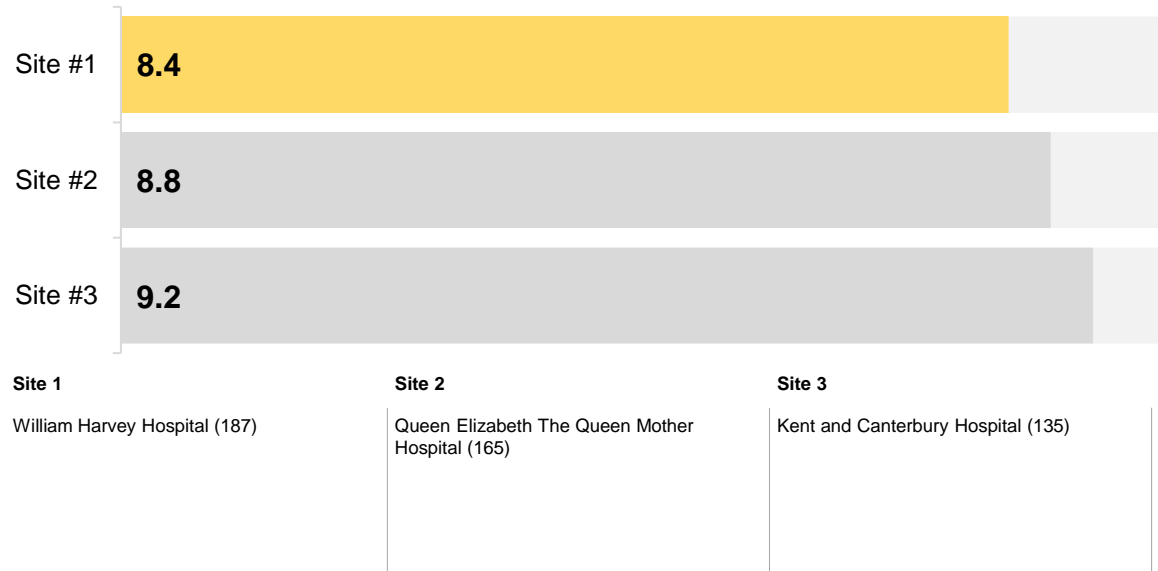 Site #1
8.4
Site #2
8.8
Site #3
9.2
Site 1
William Harvey Hospital (187)
Site 2
Queen Elizabeth The Queen Mother
Hospital (165)
Site 3
Kent and Canterbury Hospital (135)